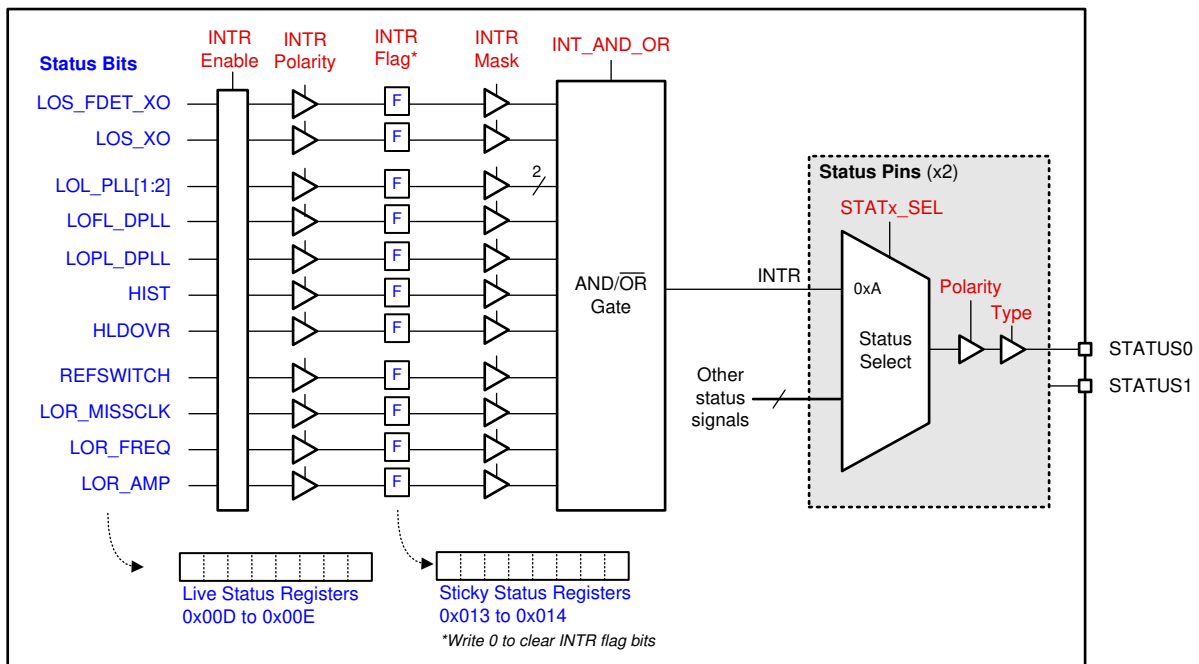 Status Bits
INTR
Enable
INTR
Polarity
INTR
Flag*
INTR
Mask
INT_AND_OR
LOS_FDET_XO
F
LOS_XO
F
LOL_PLL[1:2]
F
2
LOFL_DPLL
F
LOPL_DPLL
F
HIST
F
HLDOVR
F
REFSWITCH
F
LOR_MISSCLK
F
LOR_FREQ
F
LOR_AMP
F
AND/OR
Gate
INTR
Status Pins (x2)
STATx_SEL
0xA
Status
Select
Polarity
Type
Other
status
signals
STATUS0
STATUS1
Live Status Registers
0x00D to 0x00E
Sticky Status Registers
0x013 to 0x014
*Write 0 to clear INTR flag bits